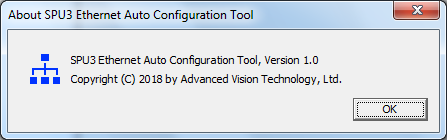 About SPU3 Ethernet Auto Configuration Tool
SPU3 Ethernet Auto Configuration Tool, Version 1.0
Copyright (C) 2018 by Advanced Vision Technology, Ltd.
OK